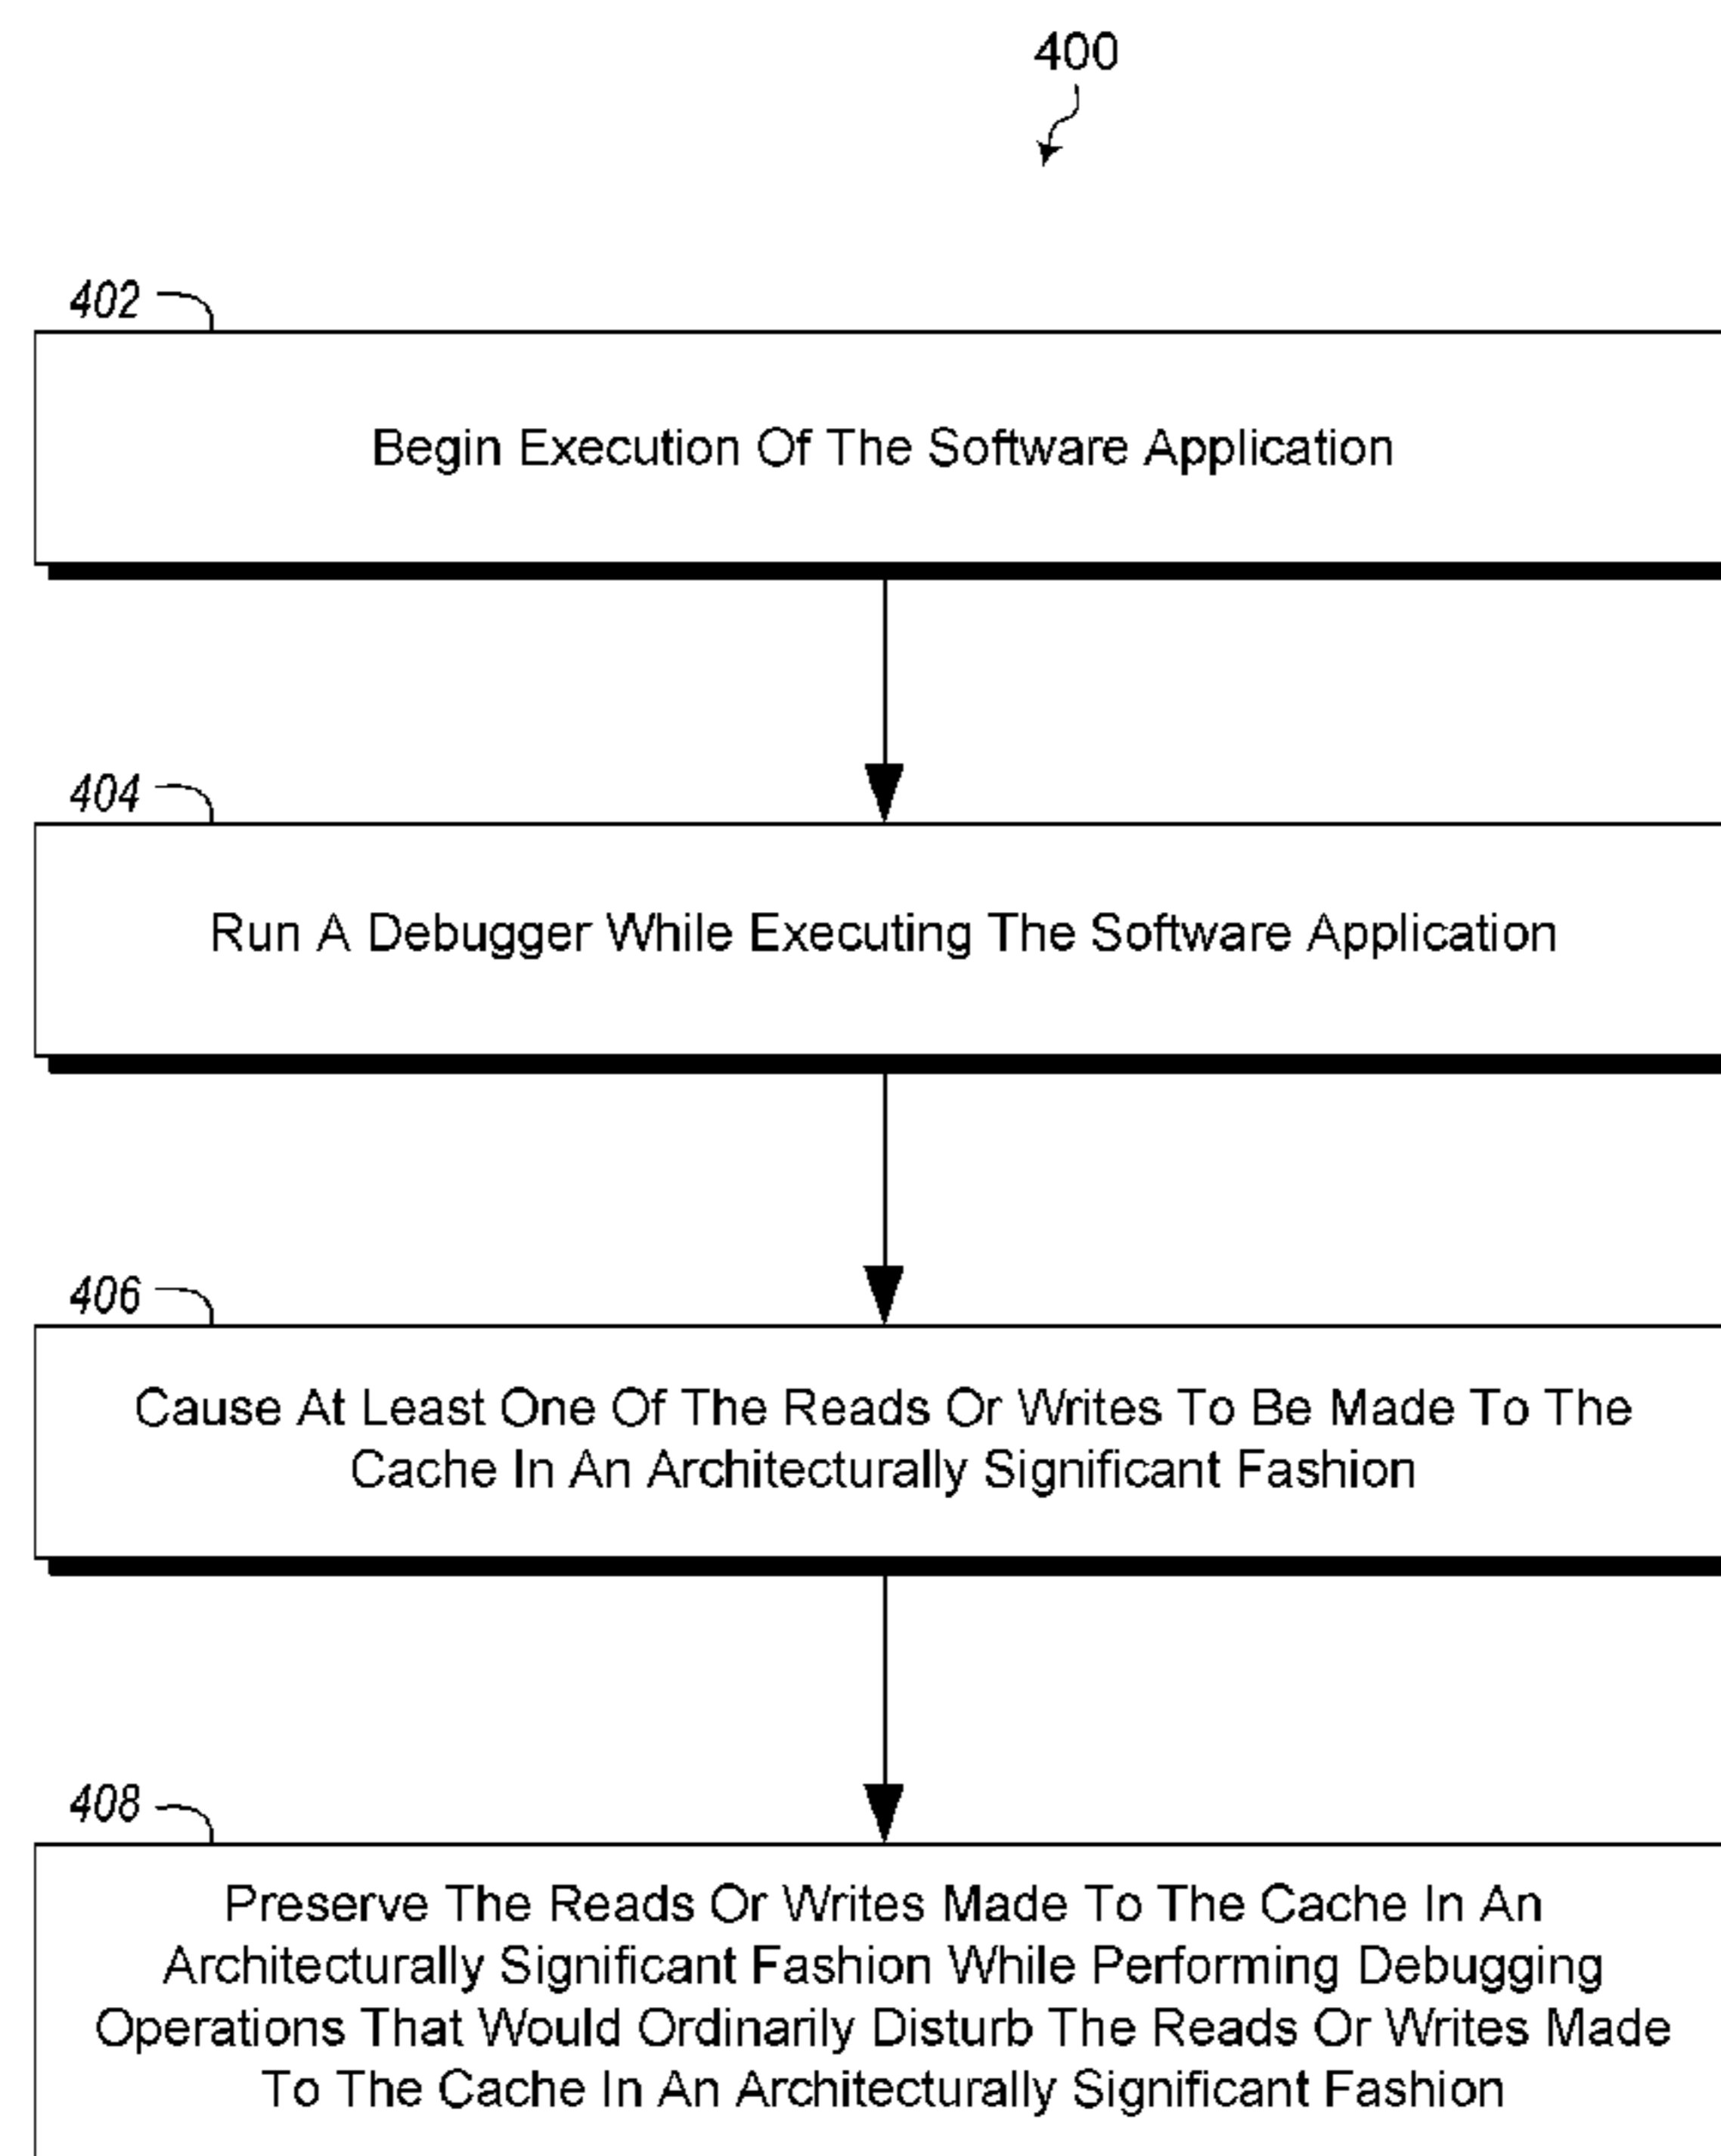 400
402
Begin Execution Of The Software Application
404
Run A Debugger While Executing The Software Application
406
Cause At Least One Of The Reads Or Writes To Be Made To The
Cache In An Architecturally Significant Fashion
408
Preserve The Reads Or Writes Made To The Cache In An
Architecturally Significant Fashion While Performing Debugging
Operations That Would Ordinarily Disturb The Reads Or Writes Made
To The Cache In An Architecturally Significant Fashion